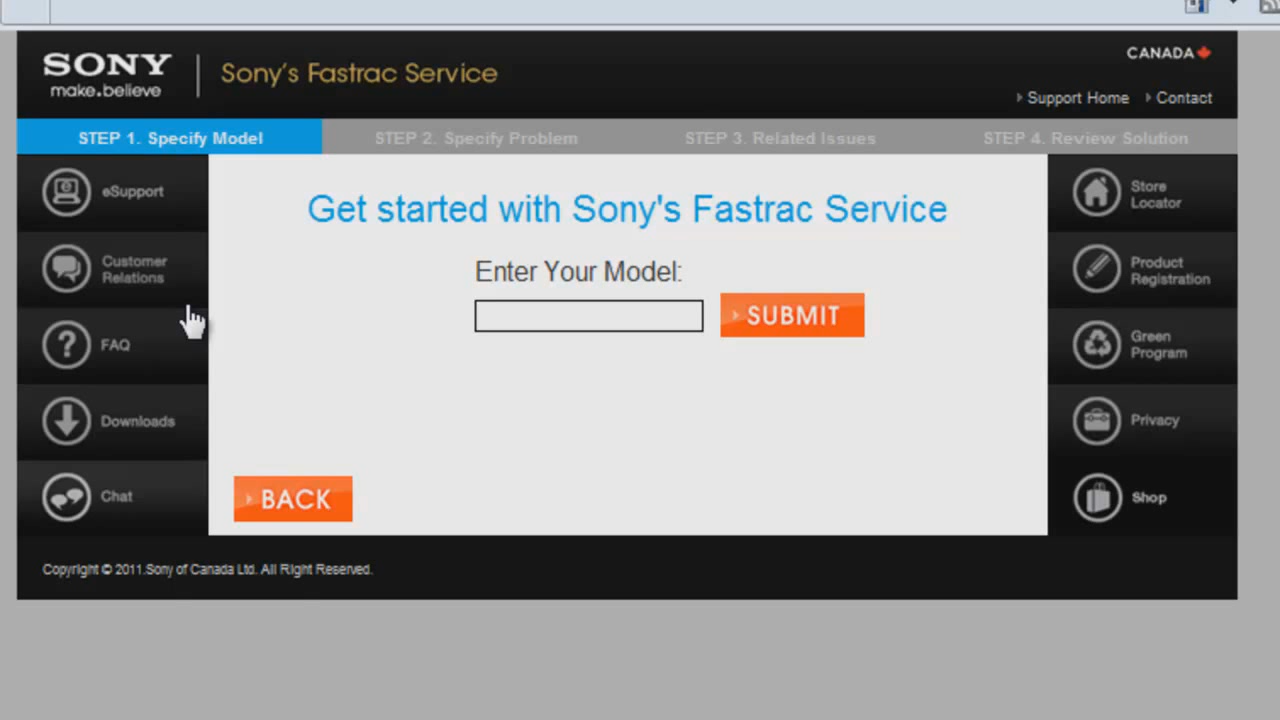 SONY
make.believe
Sony's Fastrac Service
CANADA
Support Home
Contact
STEP 1. Specify Model
STEP 2. Specify Problem
STEP 3. Related Issues
STEP 4. Review Solution
eSupport
Customer
Relations
FAQ
Downloads
Chat
Get started with Sony's Fastrac Service
Enter Your Model:
SUBMIT
BACK
Store
Locator
Product
Registration
Green
Program
Privacy
Shop
Copyright © 2011.Sony of Canada Ltd. All Right Reserved.